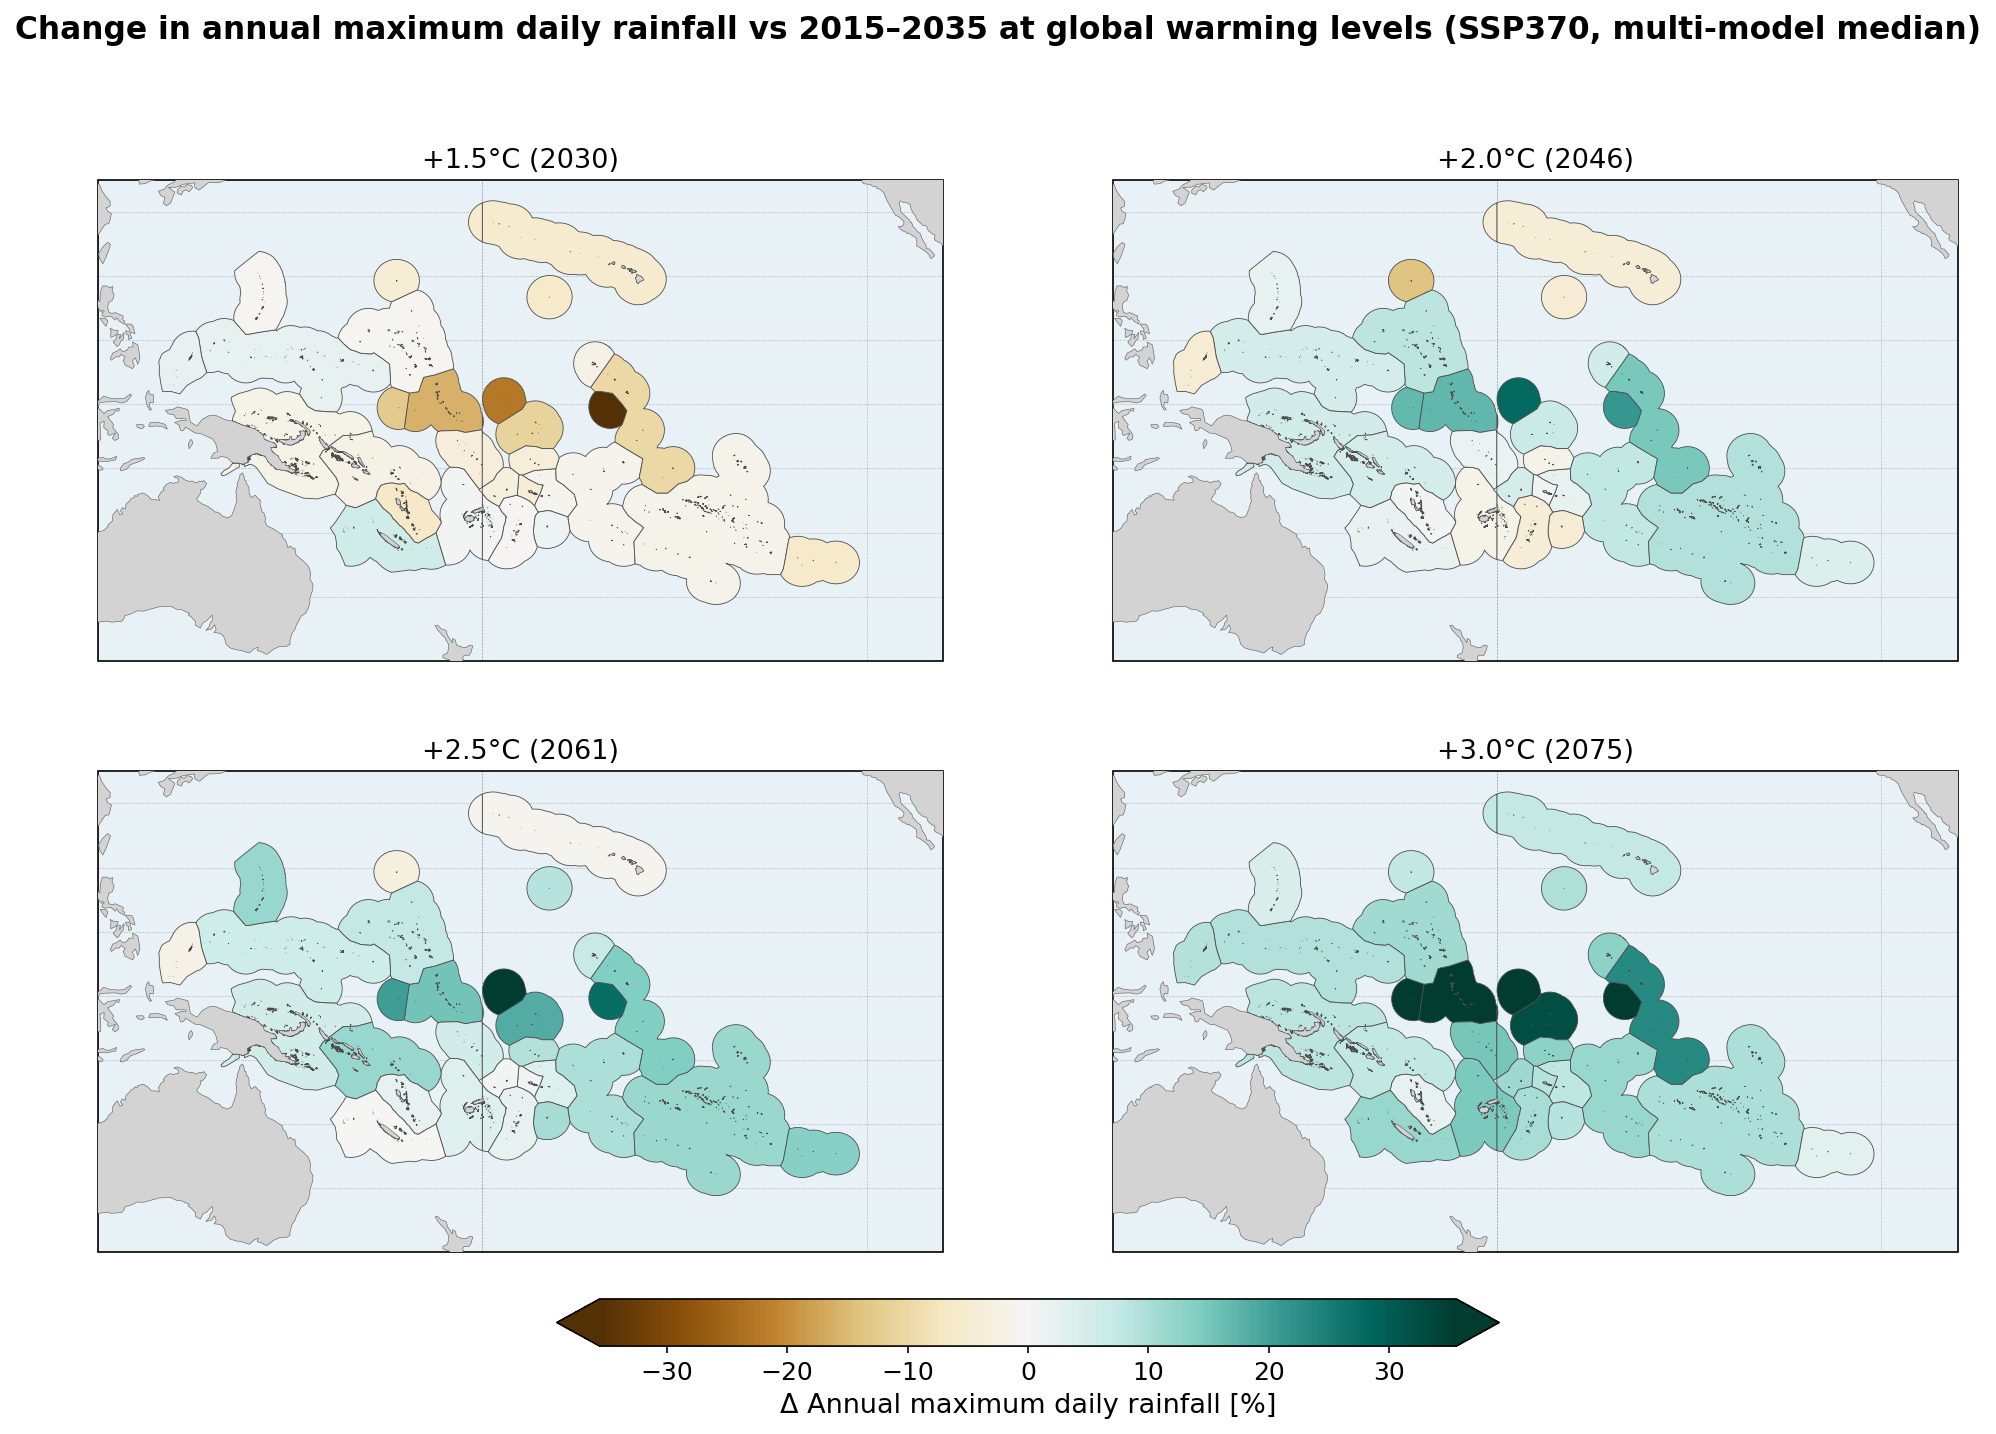 Change in annual maximum daily rainfall vs 2015–2035 at global warming levels (SSP370, multi-model median)
+1.5°C (2030)
+2.0°C (2046)
+2.5°C (2061)
+3.0°C (2075)
−30 −20 −10 0 10 20 30
Δ Annual maximum daily rainfall [%]